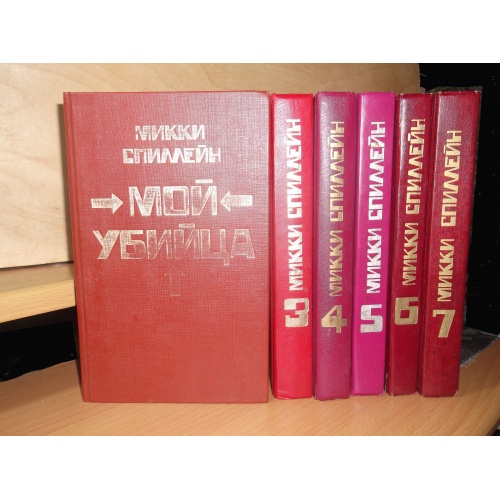 МИККИ
СПИЛЛЕЙН
МОЙ
УБИЙЦА
1
3 МИККИ СПИЛЛЕЙН
4 МИККИ СПИЛЛЕЙН
5 МИККИ СПИЛЛЕЙН
6 МИККИ СПИЛЛЕЙН
7 МИККИ СПИЛЛЕЙН